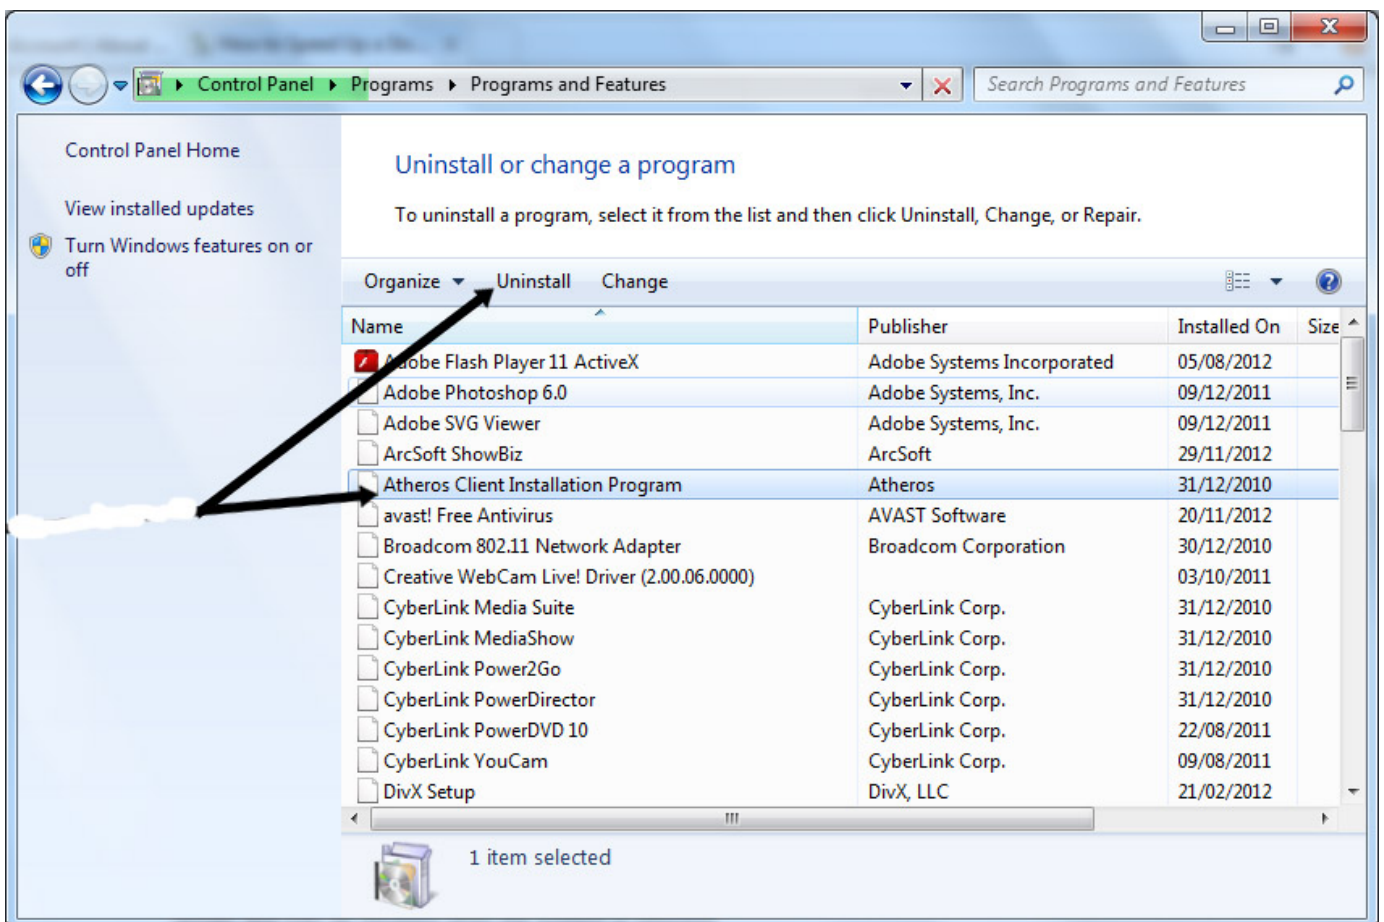 Control Panel Programs Programs and Features
Search Programs and Features
Control Panel Home
View installed updates
Turn Windows features on or
off
Uninstall or change a program
To uninstall a program, select it from the list and then click Uninstall, Change, or Repair.
Organize Uninstall Change
Name Publisher Installed On Size
Adobe Flash Player 11 ActiveX Adobe Systems Incorporated 05/08/2012
Adobe Photoshop 6.0 Adobe Systems, Inc. 09/12/2011
Adobe SVG Viewer Adobe Systems, Inc. 09/12/2011
ArcSoft ShowBiz ArcSoft 29/11/2012
Atheros Client Installation Program Atheros 31/12/2010
avast! Free Antivirus AVAST Software 20/11/2012
Broadcom 802.11 Network Adapter Broadcom Corporation 30/12/2010
Creative WebCam Live! Driver (2.00.06.0000) 03/10/2011
CyberLink Media Suite CyberLink Corp. 31/12/2010
CyberLink MediaShow CyberLink Corp. 31/12/2010
CyberLink Power2Go CyberLink Corp. 31/12/2010
CyberLink PowerDirector CyberLink Corp. 31/12/2010
CyberLink PowerDVD 10 CyberLink Corp. 22/08/2011
CyberLink YouCam CyberLink Corp. 09/08/2011
DivX Setup DivX, LLC 21/02/2012
1 item selected